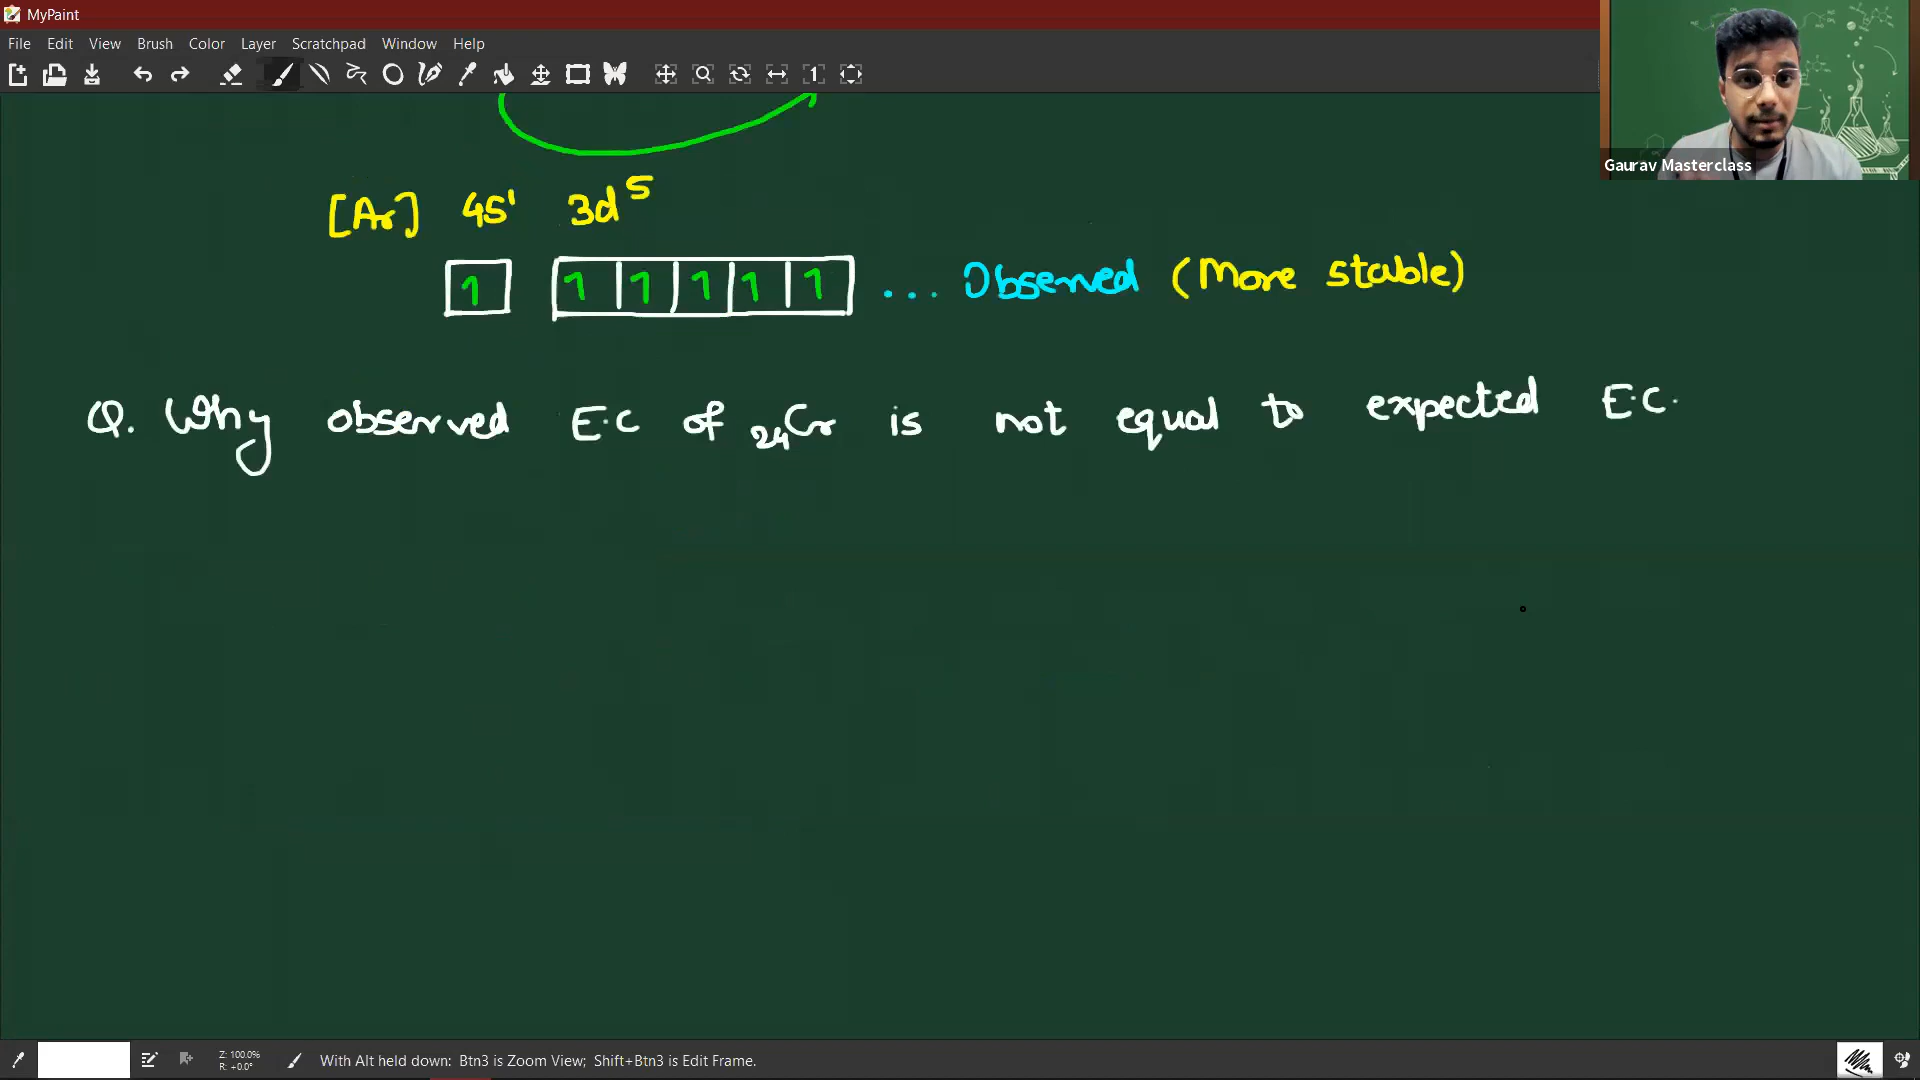 MyPaint
File Edit View Brush Color Layer Scratchpad Window Help
Gaurav Masterclass
[Ar] 4s¹ 3d⁵
1 1 1 1 1 1 ... Observed (More stable)
Q. Why observed E.C of ₂₄Cr is not equal to expected E.C.
Z: 100.0%
R: +0.0°
With Alt held down: Btn3 is Zoom View; Shift+Btn3 is Edit Frame.